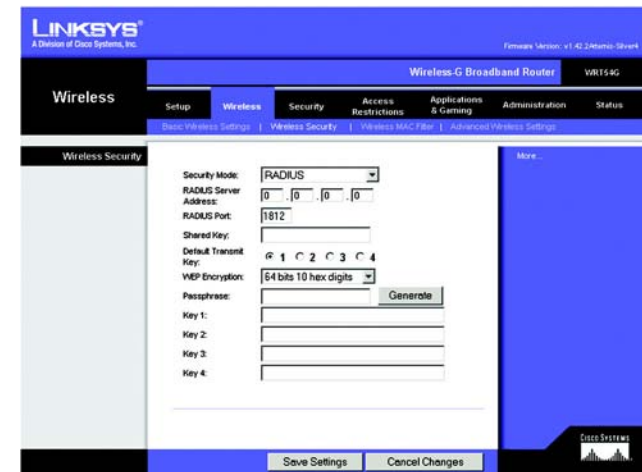 LINKSYS®
A Division of Cisco Systems, Inc.
Firmware Version: v1.42.2Artemis-Silver4
Wireless-G Broadband Router WRT54G
Wireless
Setup Wireless Security Access Restrictions Applications & Gaming Administration Status
Basic Wireless Settings | Wireless Security | Wireless MAC Filter | Advanced Wireless Settings
Wireless Security
More...
Security Mode: RADIUS
RADIUS Server Address: 0 . 0 . 0 . 0
RADIUS Port: 1812
Shared Key:
Default Transmit Key: 1 2 3 4
WEP Encryption: 64 bits 10 hex digits
Passphrase: Generate
Key 1:
Key 2:
Key 3:
Key 4:
CISCO SYSTEMS
Save Settings Cancel Changes